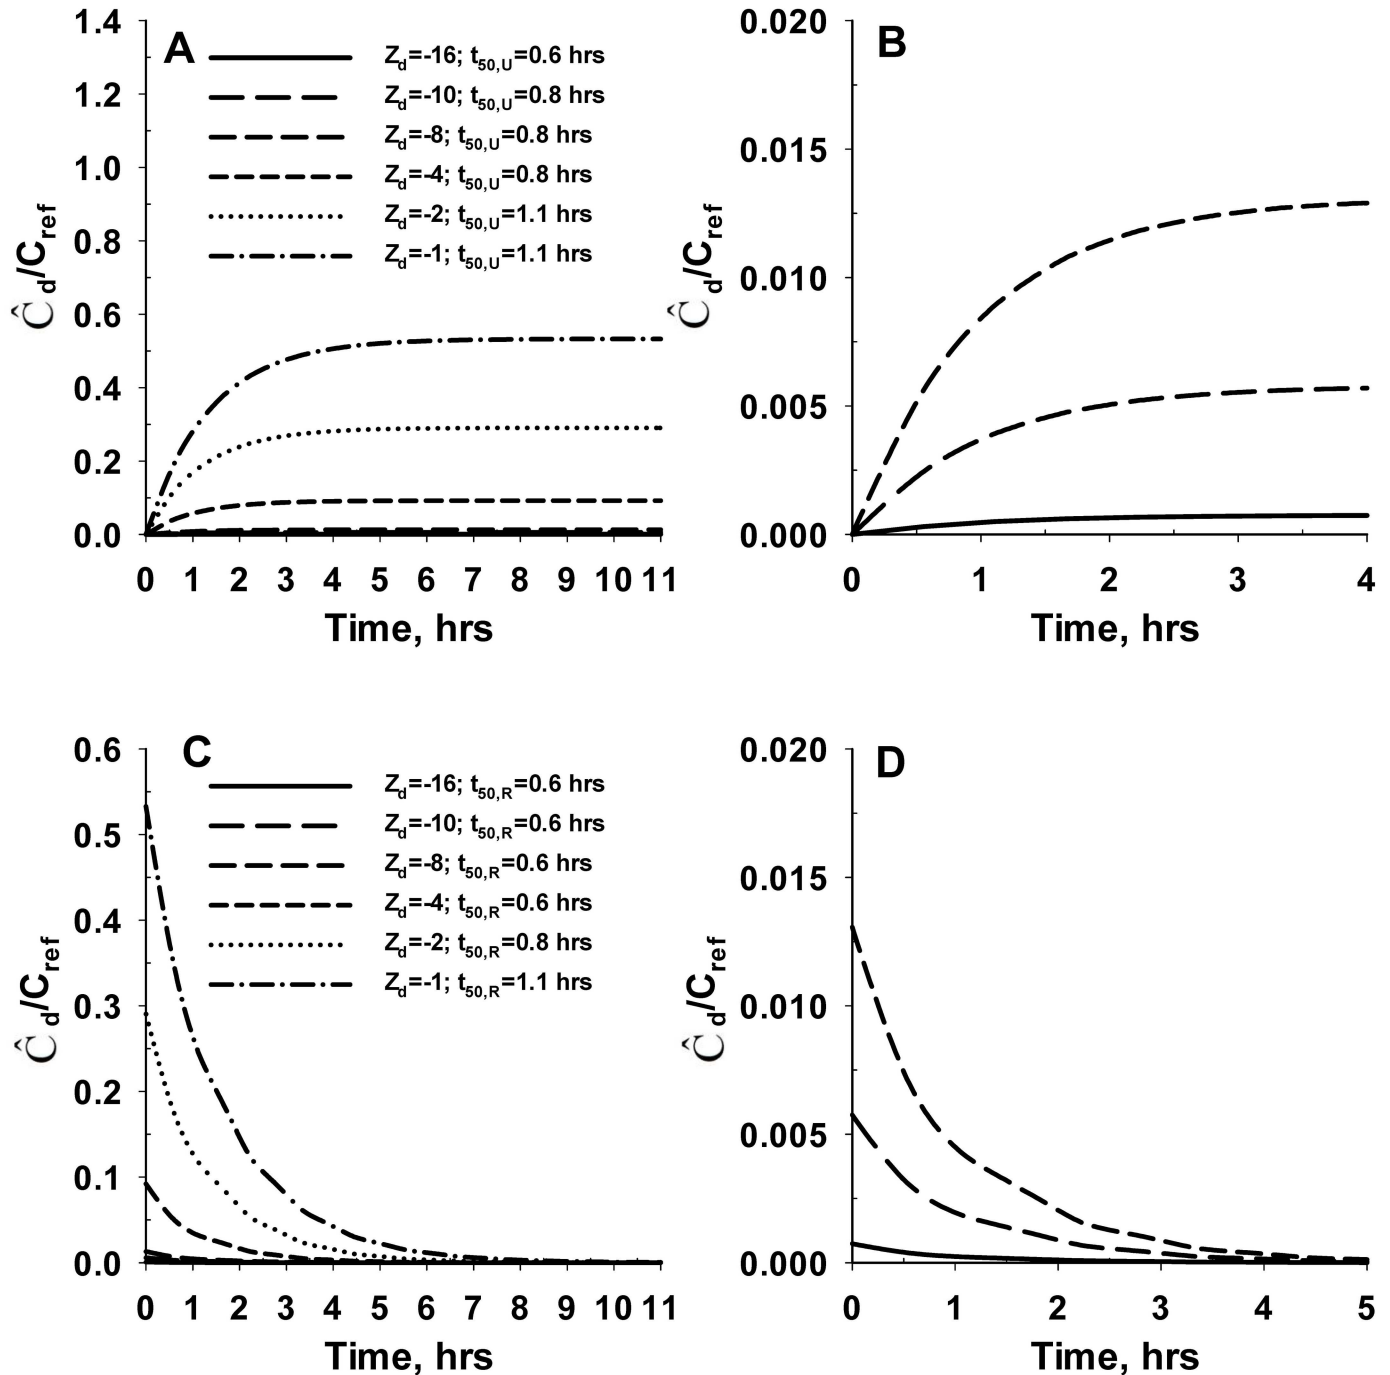 A
Z_d=-16; t_50,U=0.6 hrs
Z_d=-10; t_50,U=0.8 hrs
Z_d=-8; t_50,U=0.8 hrs
Z_d=-4; t_50,U=0.8 hrs
Z_d=-2; t_50,U=1.1 hrs
Z_d=-1; t_50,U=1.1 hrs
1.4
1.2
1.0
0.8
0.6
0.4
0.2
0.0
Ĉ_d/C_ref
0 1 2 3 4 5 6 7 8 9 10 11
Time, hrs
B
0.020
0.015
0.010
0.005
0.000
Ĉ_d/C_ref
0 1 2 3 4
Time, hrs
C
Z_d=-16; t_50,R=0.6 hrs
Z_d=-10; t_50,R=0.6 hrs
Z_d=-8; t_50,R=0.6 hrs
Z_d=-4; t_50,R=0.6 hrs
Z_d=-2; t_50,R=0.8 hrs
Z_d=-1; t_50,R=1.1 hrs
0.6
0.5
0.4
0.3
0.2
0.1
0.0
Ĉ_d/C_ref
0 1 2 3 4 5 6 7 8 9 10 11
Time, hrs
D
0.020
0.015
0.010
0.005
0.000
Ĉ_d/C_ref
0 1 2 3 4 5
Time, hrs